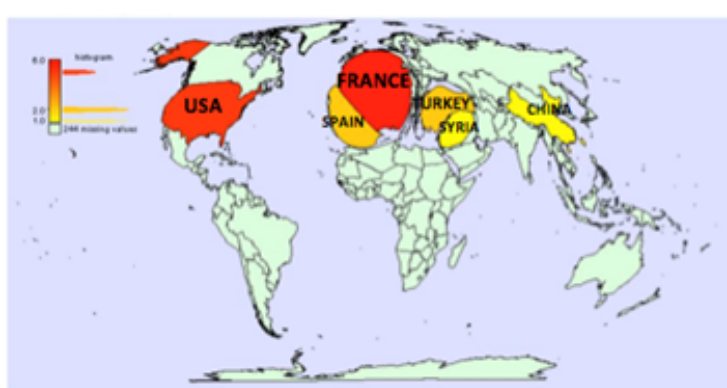 histogram
6.0
2.0
1.0
244 missing values
USA
FRANCE
SPAIN
TURKEY
SYRIA
CHINA